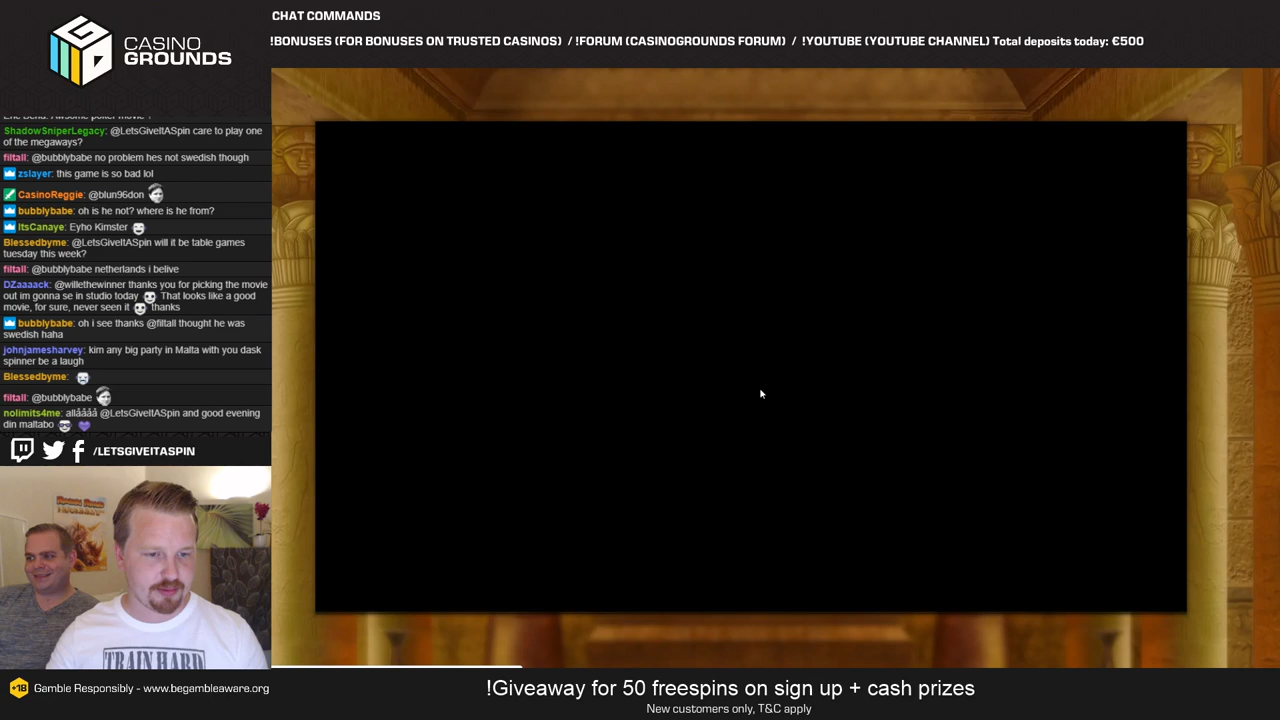 CHAT COMMANDS
!BONUSES (FOR BONUSES ON TRUSTED CASINOS) / !FORUM (CASINOGROUNDS FORUM) / !YOUTUBE (YOUTUBE CHANNEL) Total deposits today: €500
CASINO
GROUNDS
ShadowSniperLegacy: @LetsGiveItASpin care to play one
of the megaways?
filtall: @bubblybabe no problem hes not swedish though
zslayer: this game is so bad lol
CasinoReggie: @blun96don
bubblybabe: oh is he not? where is he from?
ItsCanaye: Eyho Kimster
Blessedbyme: @LetsGiveItASpin will it be table games
tuesday this week?
filtall: @bubblybabe netherlands i belive
DZaaaack: @willethewinner thanks you for picking the movie
out im gonna se in studio today That looks like a good
movie, for sure, never seen it thanks
bubblybabe: oh i see thanks @filtall thought he was
swedish haha
johnjamesharvey: kim any big party in Malta with you dask
spinner be a laugh
Blessedbyme:
filtall: @bubblybabe
nolimits4me: allåååå @LetsGiveItASpin and good evening
din maltabo
/LETSGIVEITASPIN
TRAIN HARD
+18 Gamble Responsibly - www.begambleaware.org
!Giveaway for 50 freespins on sign up + cash prizes
New customers only, T&C apply